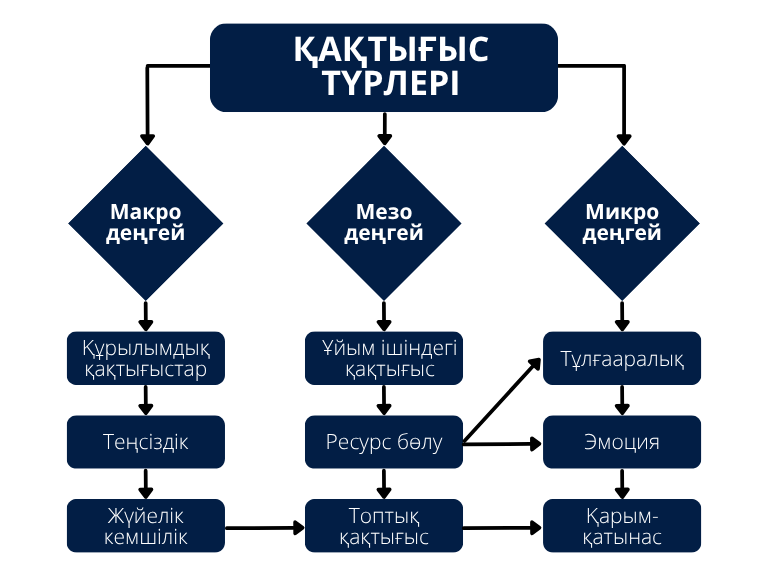 ҚАҚТЫҒЫС
ТҮРЛЕРІ
Макро
деңгей
Мезо
деңгей
Микро
деңгей
Құрылымдық
қақтығыстар
Ұйым ішіндегі
қақтығыс
Тұлғааралық
Теңсіздік
Ресурс бөлу
Эмоция
Жүйелік
кемшілік
Топтық
қақтығыс
Қарым-
қатынас